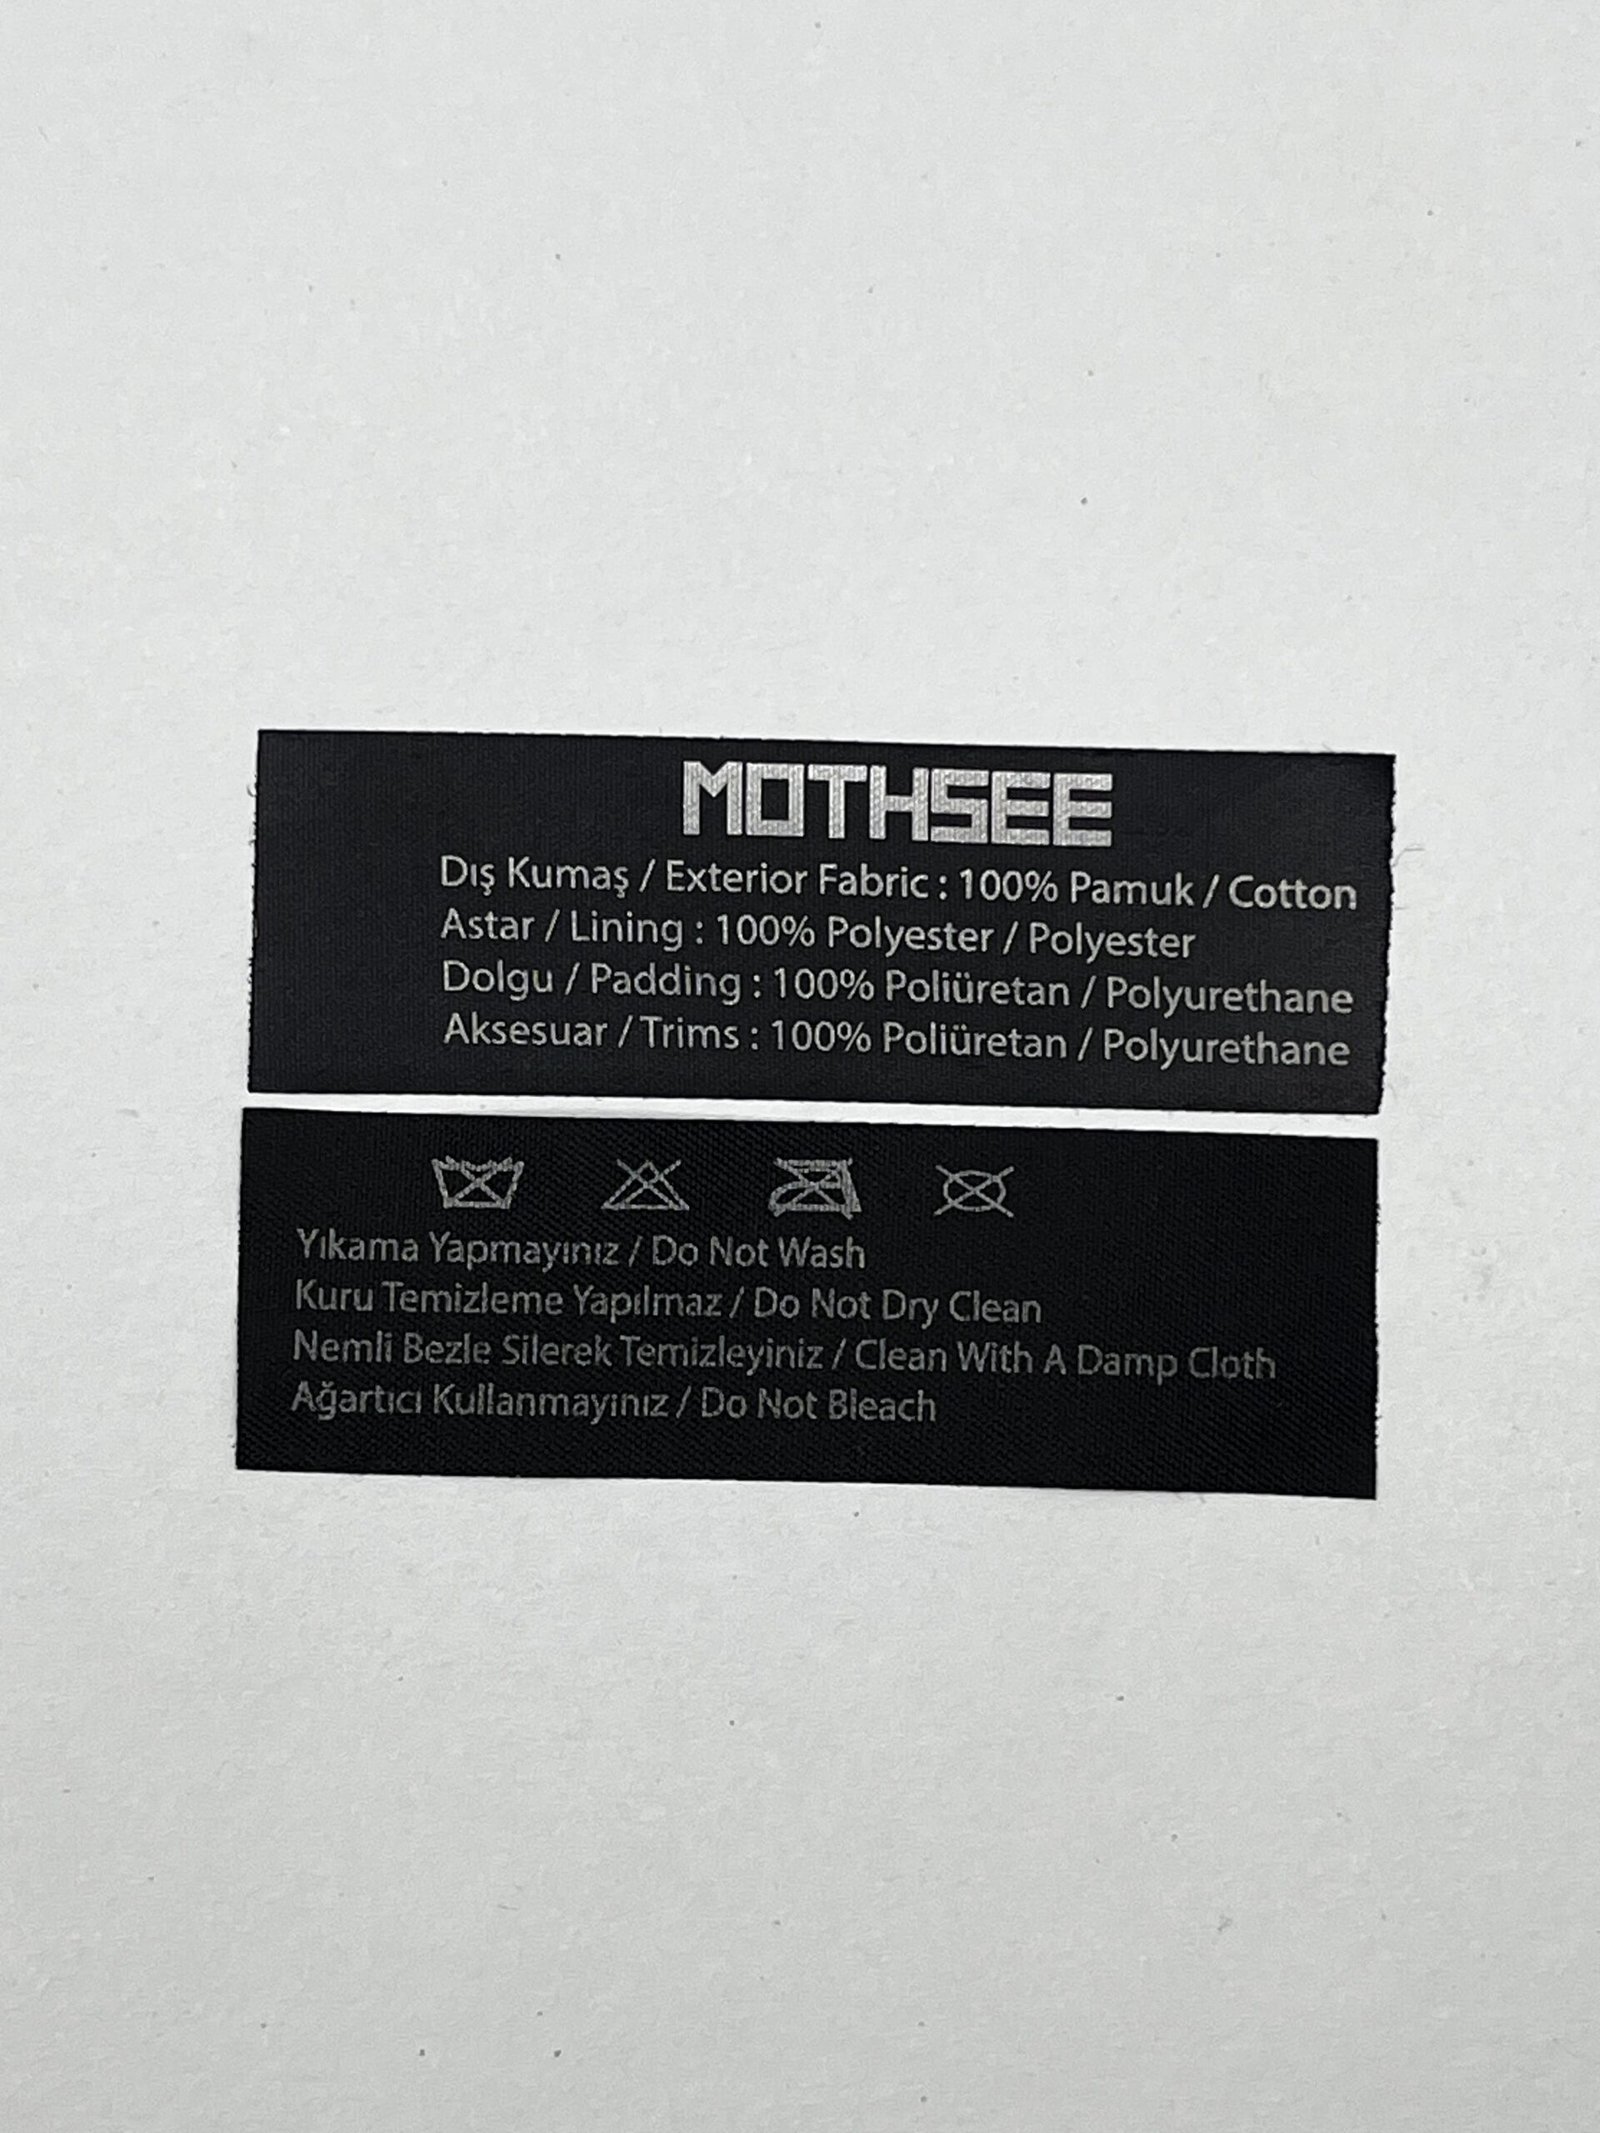 MOTHSEE
Dış Kumaş / Exterior Fabric : 100% Pamuk / Cotton
Astar / Lining : 100% Polyester / Polyester
Dolgu / Padding : 100% Poliüretan / Polyurethane
Aksesuar / Trims : 100% Poliüretan / Polyurethane
Yıkama Yapmayınız / Do Not Wash
Kuru Temizleme Yapılmaz / Do Not Dry Clean
Nemli Bezle Silerek Temizleyiniz / Clean With A Damp Cloth
Ağartıcı Kullanmayınız / Do Not Bleach